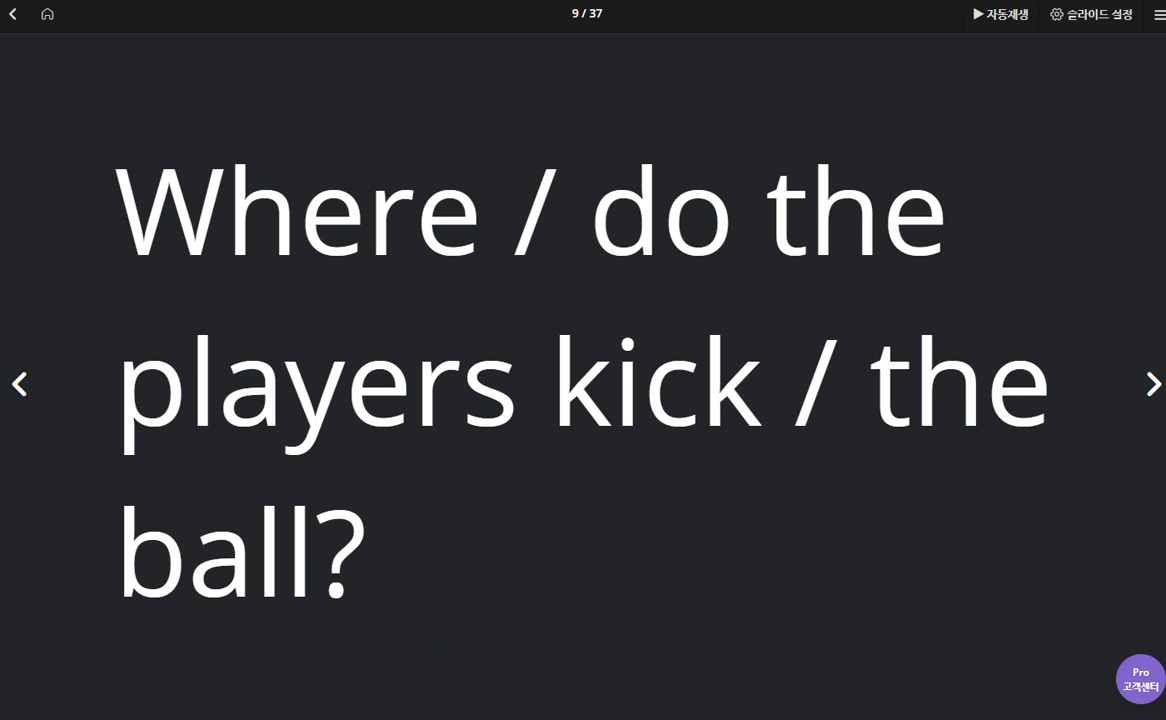 9 / 37
▶ 자동재생
슬라이드 설정
Where / do the
players kick / the
ball?
Pro
고객센터